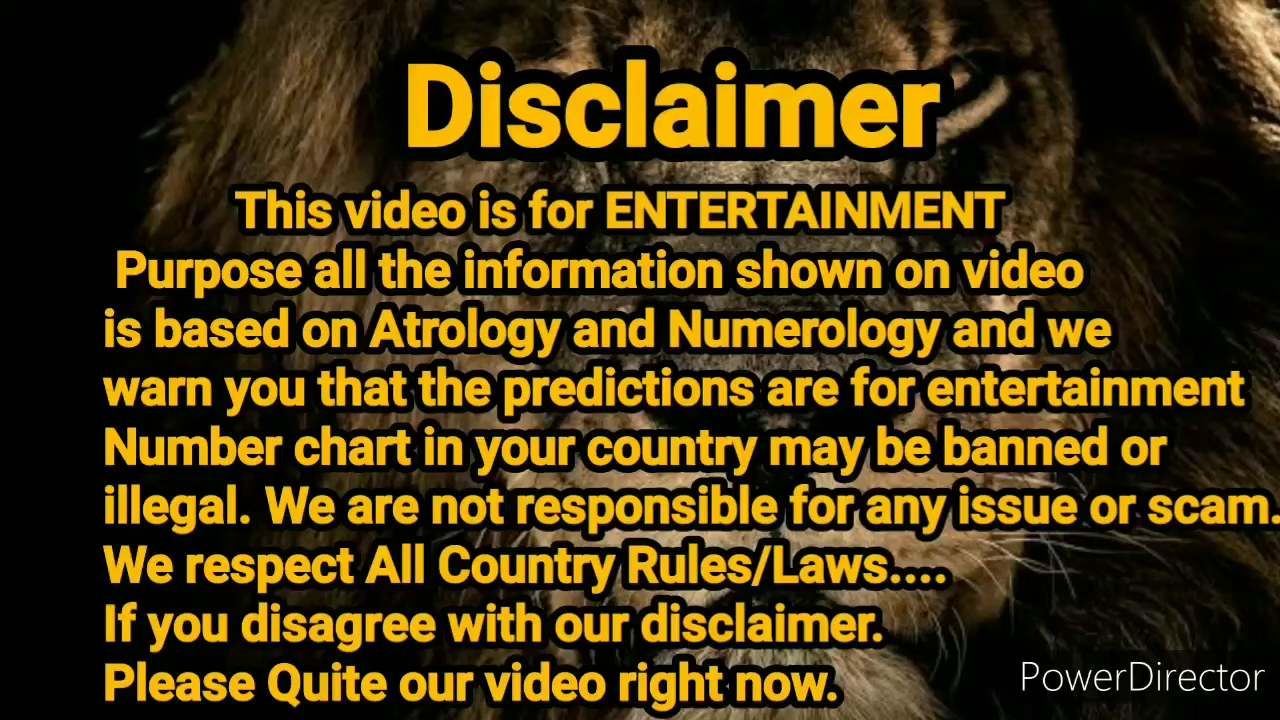 Disclaimer
This video is for ENTERTAINMENT
Purpose all the information shown on video
is based on Atrology and Numerology and we
warn you that the predictions are for entertainment
Number chart in your country may be banned or
illegal. We are not responsible for any issue or scam.
We respect All Country Rules/Laws....
If you disagree with our disclaimer.
Please Quite our video right now.
PowerDirector